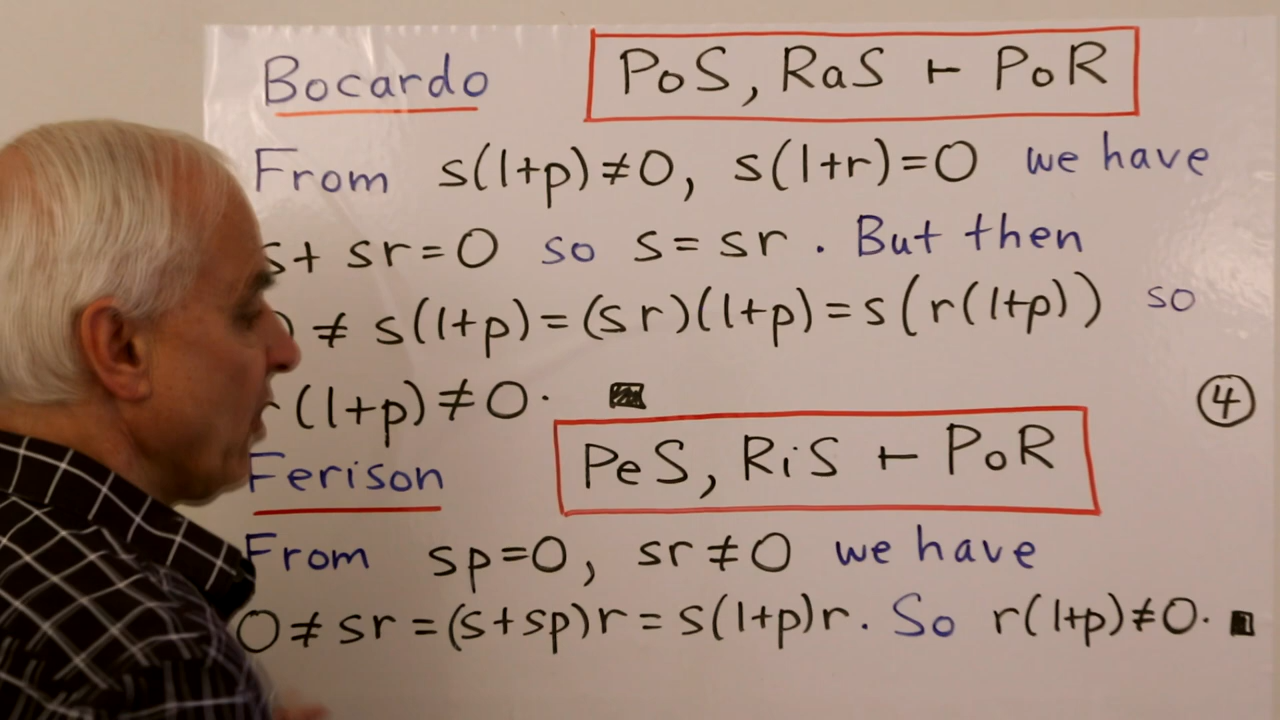 Bocardo PoS, RaS ⊢ PoR
From s(1+p)≠0, s(1+r)=0 we have
s+ sr=0 so s=sr. But then
≠ s(1+p)=(sr)(1+p)=s(r(1+p)) so
(1+p)≠0.
④
Ferison PeS, RiS ⊢ PoR
From sp=0, sr≠0 we have
0≠sr=(s+sp)r=s(1+p)r. So r(1+p)≠0.